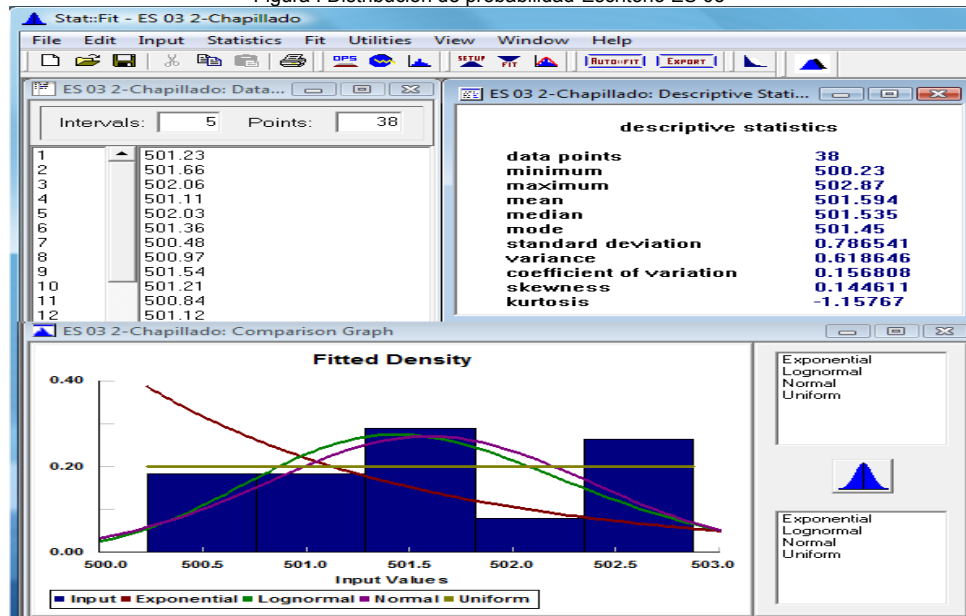 Stat::Fit - ES 03 2-Chapillado
File Edit Input Statistics Fit Utilities View Window Help
DPS SETUP FIT AUTO::FIT EXPORT
ES 03 2-Chapillado: Data...
Intervals: 5 Points: 38
1 501.23
2 501.66
3 502.06
4 501.11
5 502.03
6 501.36
7 500.48
8 500.97
9 501.54
10 501.21
11 500.84
12 501.12
ES 03 2-Chapillado: Descriptive Stati...
descriptive statistics
data points 38
minimum 500.23
maximum 502.87
mean 501.594
median 501.535
mode 501.45
standard deviation 0.786541
variance 0.618646
coefficient of variation 0.156808
skewness 0.144611
kurtosis -1.15767
ES 03 2-Chapillado: Comparison Graph
Fitted Density
0.40
0.20
0.00
500.0 500.5 501.0 501.5 502.0 502.5 503.0
Input Values
Input Exponential Lognormal Normal Uniform
Exponential
Lognormal
Normal
Uniform
Exponential
Lognormal
Normal
Uniform